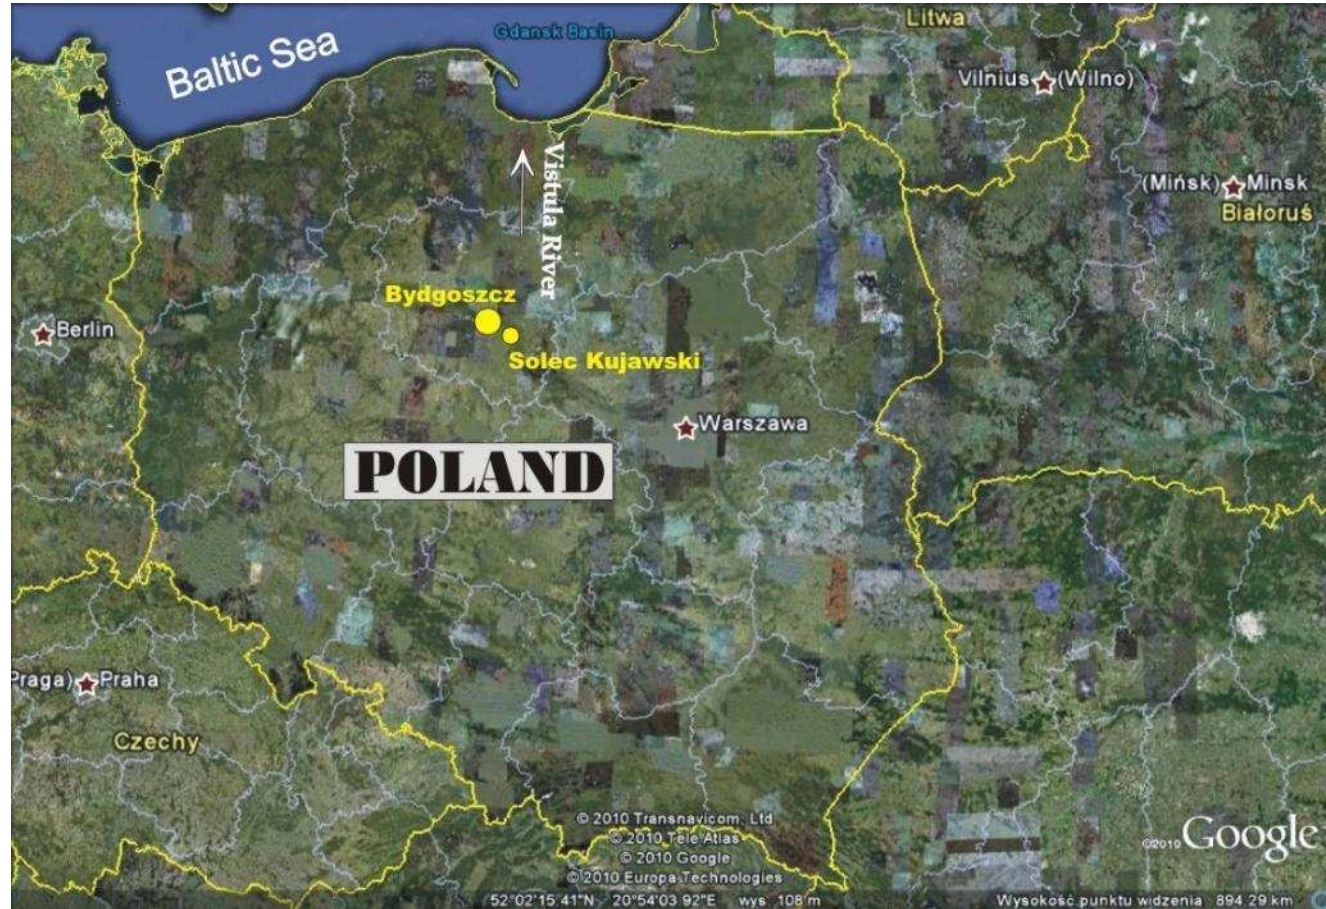 Litwa
Gdansk Basin
Baltic Sea
Vilnius (Wilno)
Vistula River
(Mińsk) Minsk
Białoruś
Bydgoszcz
Berlin
Solec Kujawski
Warszawa
POLAND
Praga) Praha
Czechy
© 2010 Transnavicom, Ltd
© 2010 Tele Atlas
© 2010 Google
© 2010 Europa Technologies
©2010 Google
52°02'15.41"N 20°54'03.92"E wys. 108 m
Wysokość punktu widzenia 894.29 km